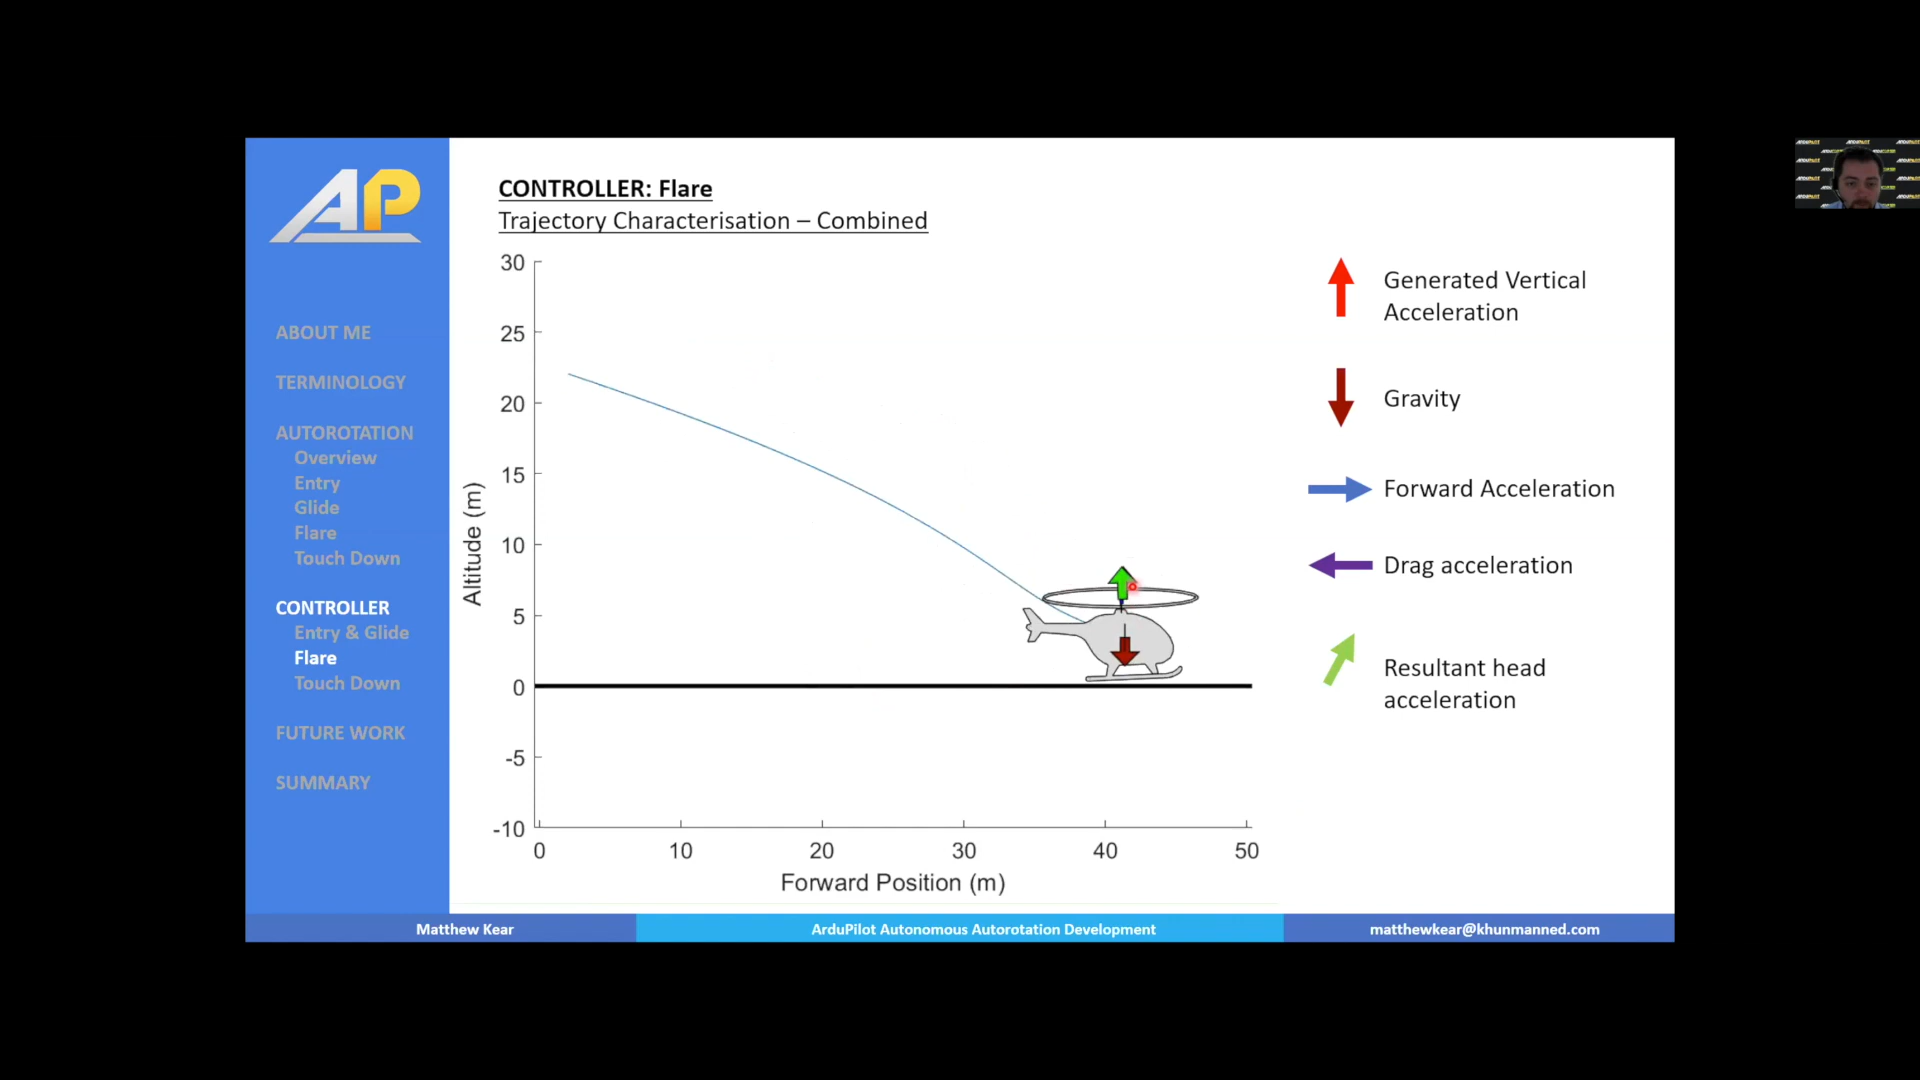 AP
ABOUT ME
TERMINOLOGY
AUTOROTATION
Overview
Entry
Glide
Flare
Touch Down
CONTROLLER
Entry & Glide
Flare
Touch Down
FUTURE WORK
SUMMARY
CONTROLLER: Flare
Trajectory Characterisation – Combined
30
25
20
15
10
5
0
-5
-10
Altitude (m)
0
10
20
30
40
50
Forward Position (m)
Generated Vertical
Acceleration
Gravity
Forward Acceleration
Drag acceleration
Resultant head
acceleration
Matthew Kear
ArduPilot Autonomous Autorotation Development
matthewkear@khunmanned.com